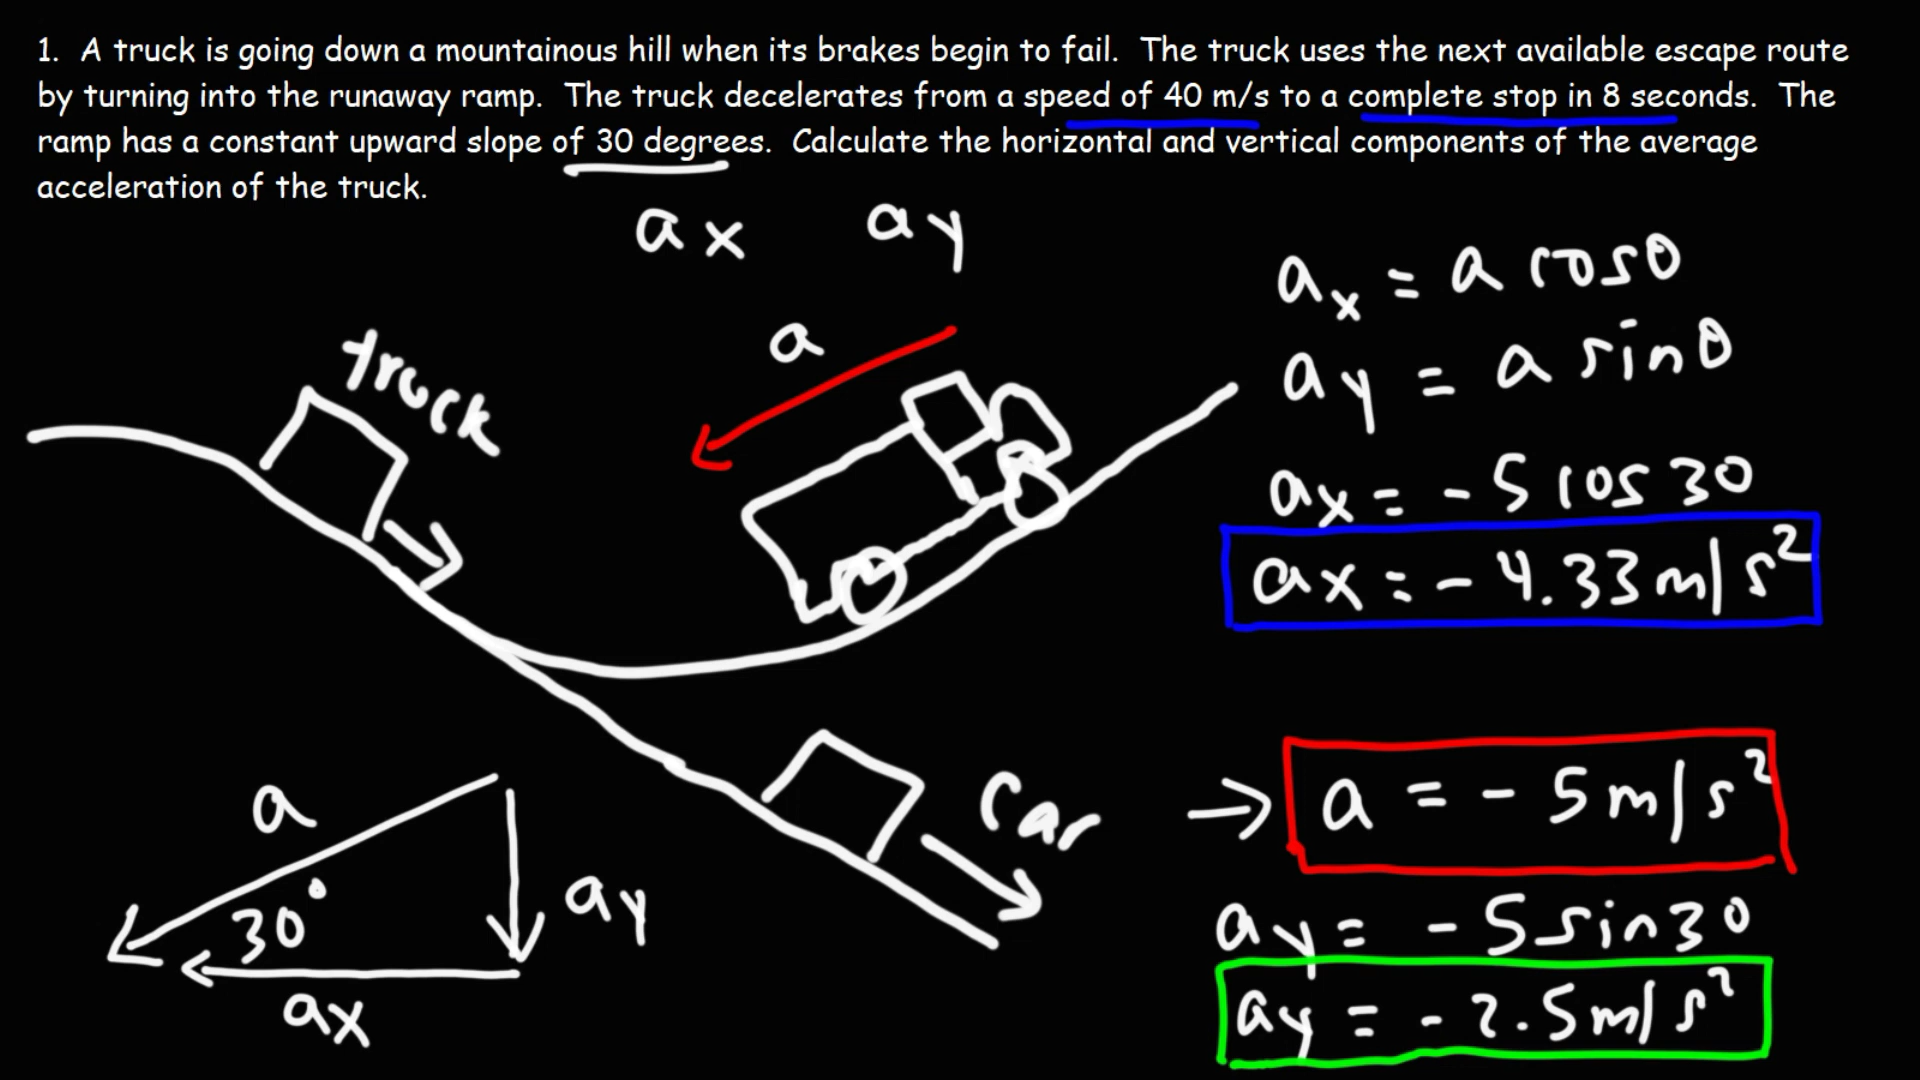 1. A truck is going down a mountainous hill when its brakes begin to fail. The truck uses the next available escape route
by turning into the runaway ramp. The truck decelerates from a speed of 40 m/s to a complete stop in 8 seconds. The
ramp has a constant upward slope of 30 degrees. Calculate the horizontal and vertical components of the average
acceleration of the truck.
ax ay
ax = a cosθ
ay = a sinθ
truck
a
ax = - 5 cos 30
ax = - 4.33 m/s²
car
→ a = - 5 m/s²
a
30°
ay
ax
ay = - 5 sin 30
ay = - 2.5 m/s²